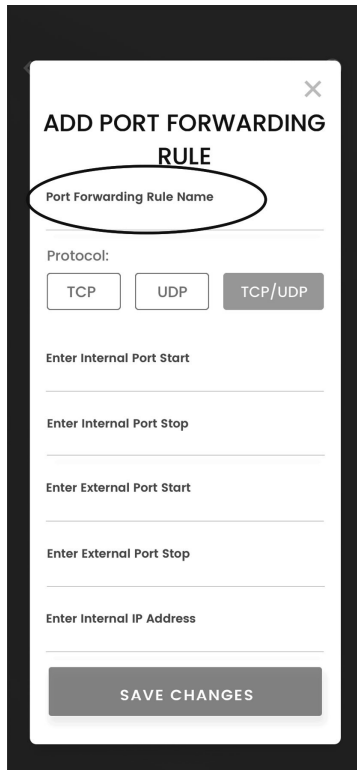 ADD PORT FORWARDING
RULE
Port Forwarding Rule Name
Protocol:
TCP UDP TCP/UDP
Enter Internal Port Start
Enter Internal Port Stop
Enter External Port Start
Enter External Port Stop
Enter Internal IP Address
SAVE CHANGES